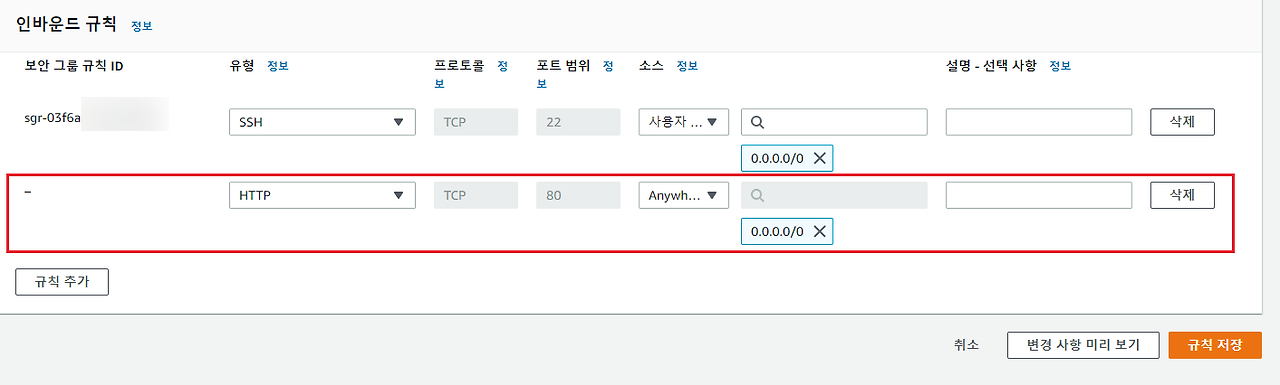 인바운드 규칙 정보
보안 그룹 규칙 ID 유형 정보 프로토콜 정보 포트 범위 정보 소스 정보 설명 - 선택 사항 정보
sgr-03f6a SSH TCP 22 사용자 ... 삭제
0.0.0.0/0
– HTTP TCP 80 Anywh... 삭제
0.0.0.0/0
규칙 추가
취소 변경 사항 미리 보기 규칙 저장